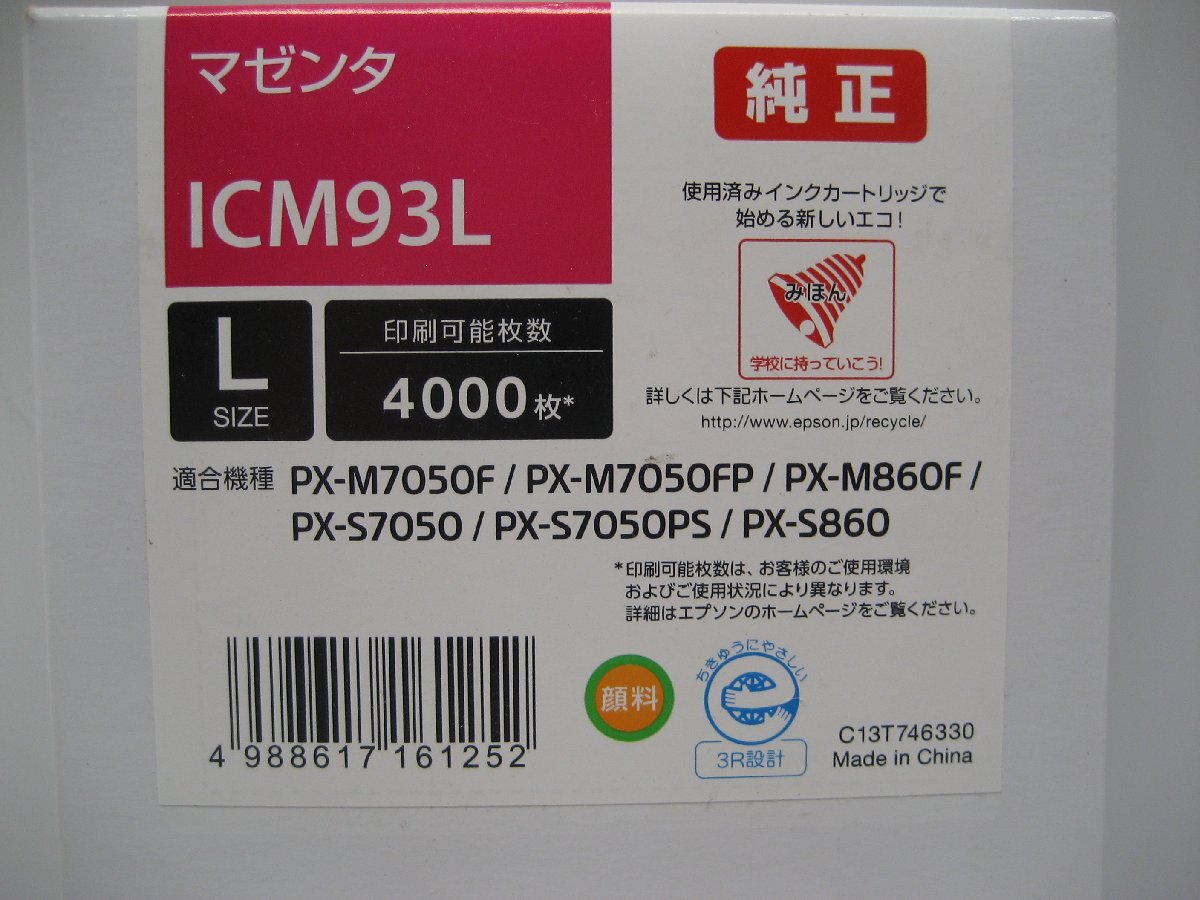 マゼンタ
ICM93L
純正
使用済みインクカートリッジで
始める新しいエコ!
みほん
学校に持っていこう!
詳しくは下記ホームページをご覧ください。
http://www.epson.jp/recycle/
L
SIZE
印刷可能枚数
4000枚*
適合機種 PX-M7050F / PX-M7050FP / PX-M860F /
PX-S7050 / PX-S7050PS / PX-S860
*印刷可能枚数は、お客様のご使用環境
およびご使用状況により異なります。
詳細はエプソンのホームページをご覧ください。
4 988617 161252
顔料
ちきゅうにやさしい
3R設計
C13T746330
Made in China